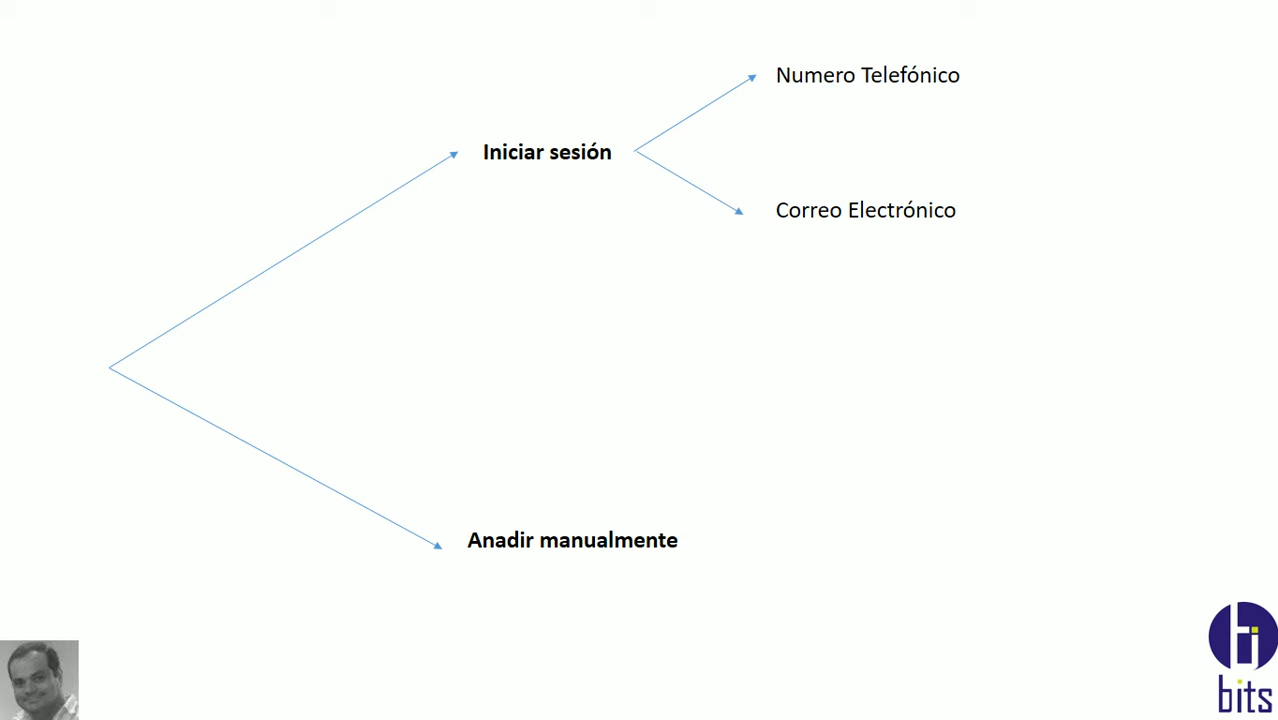 Numero Telefónico
Iniciar sesión
Correo Electrónico
Anadir manualmente
bits